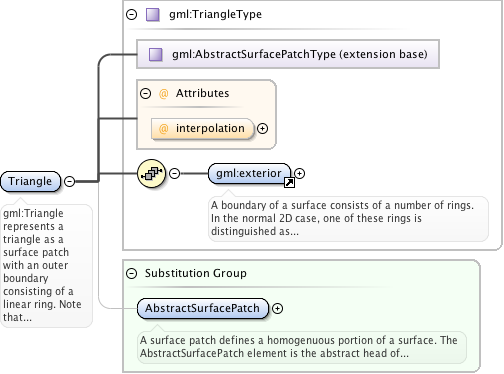 gml:TriangleType
gml:AbstractSurfacePatchType (extension base)
@ Attributes
@ interpolation
Triangle
gml:exterior
gml:Triangle
represents a
triangle as a
surface patch
with an outer
boundary
consisting of a
linear ring. Note
that...
A boundary of a surface consists of a number of rings.
In the normal 2D case, one of these rings is
distinguished as...
Substitution Group
AbstractSurfacePatch
A surface patch defines a homogenuous portion of a surface. The
AbstractSurfacePatch element is the abstract head of...